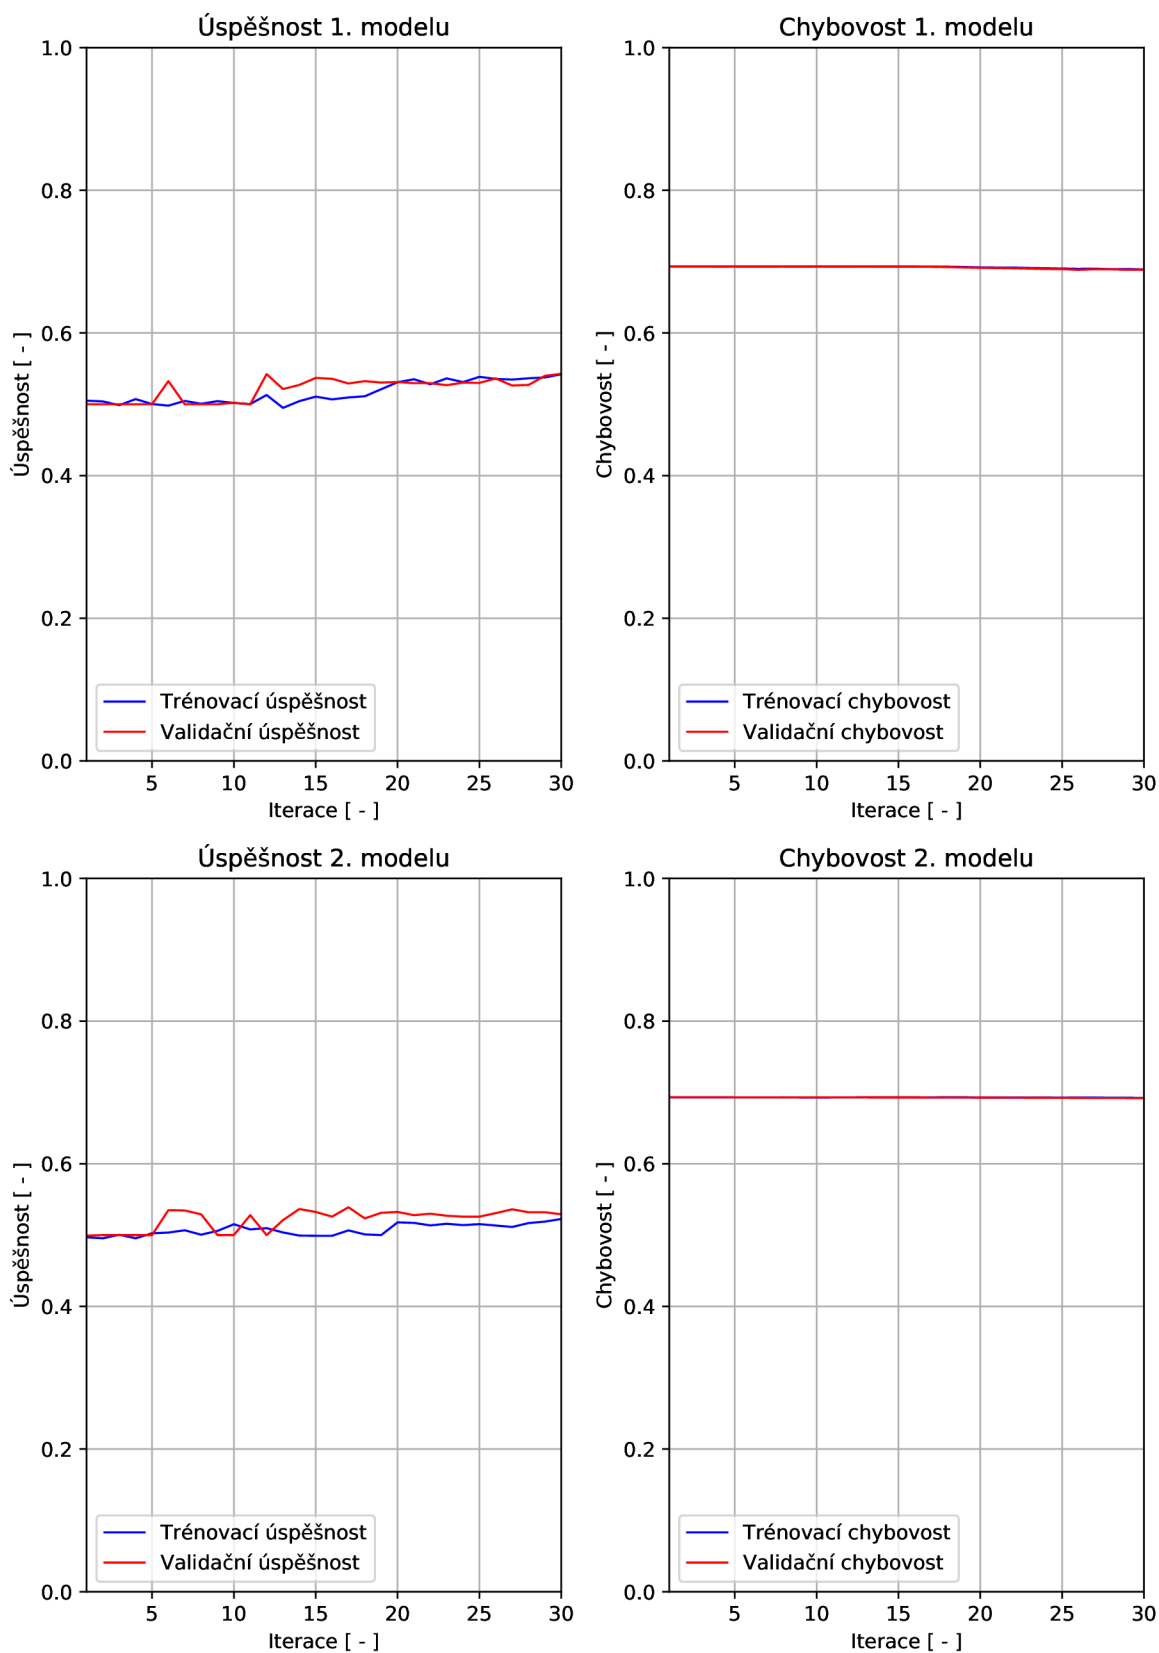 Úspěšnost 1. modelu
1.0
0.8
0.6
0.4
0.2
0.0
Úspěšnost [ - ]
Trénovací úspěšnost
Validační úspěšnost
5 10 15 20 25 30
Iterace [ - ]
Chybovost 1. modelu
1.0
0.8
0.6
0.4
0.2
0.0
Chybovost [ - ]
Trénovací chybovost
Validační chybovost
5 10 15 20 25 30
Iterace [ - ]
Úspěšnost 2. modelu
1.0
0.8
0.6
0.4
0.2
0.0
Úspěšnost [ - ]
Trénovací úspěšnost
Validační úspěšnost
5 10 15 20 25 30
Iterace [ - ]
Chybovost 2. modelu
1.0
0.8
0.6
0.4
0.2
0.0
Chybovost [ - ]
Trénovací chybovost
Validační chybovost
5 10 15 20 25 30
Iterace [ - ]